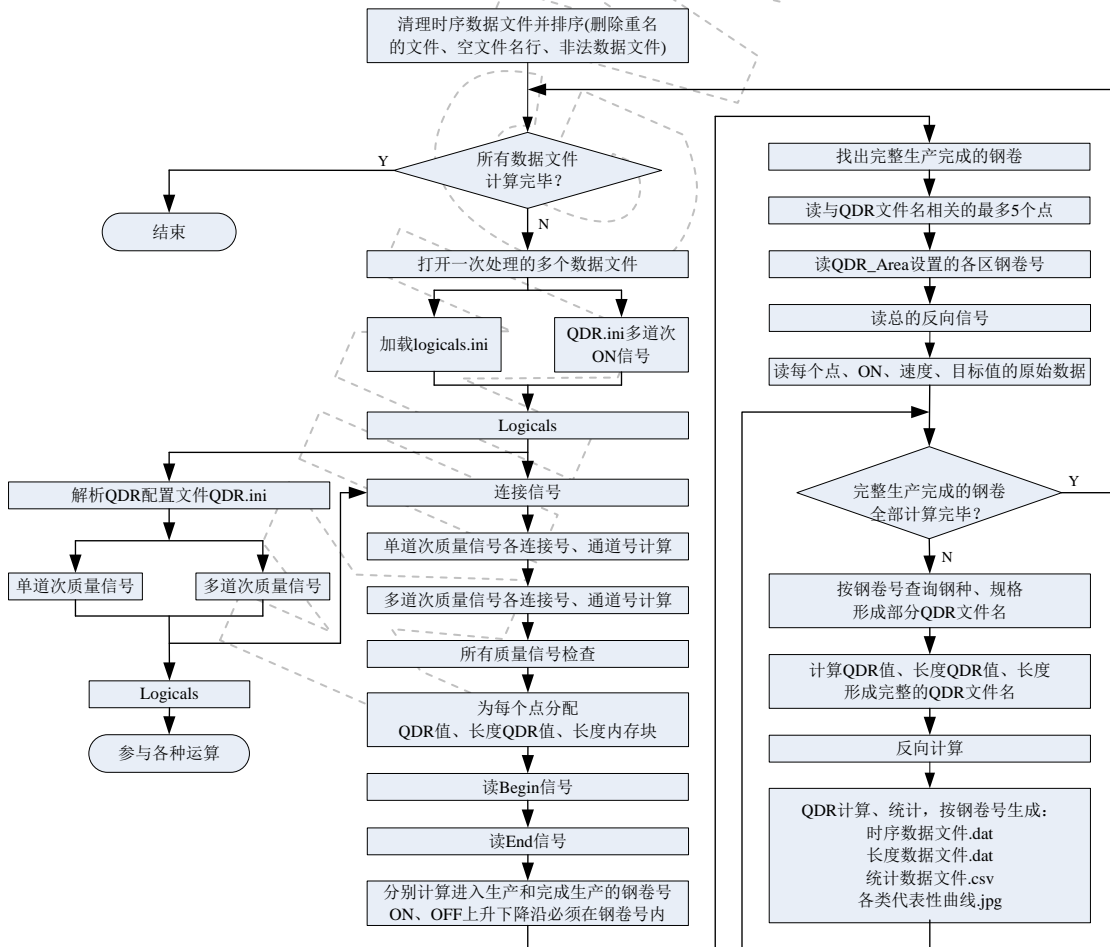 清理时序数据文件并排序(删除重名
的文件、空文件名行、非法数据文件)
所有数据文件
计算完毕？
Y
N
结束
打开一次处理的多个数据文件
加载logicals.ini
QDR.ini多道次
ON信号
Logicals
解析QDR配置文件QDR.ini
单道次质量信号
多道次质量信号
Logicals
参与各种运算
连接信号
单道次质量信号各连接号、通道号计算
多道次质量信号各连接号、通道号计算
所有质量信号检查
为每个点分配
QDR值、长度QDR值、长度内存块
读Begin信号
读End信号
分别计算进入生产和完成生产的钢卷号
ON、OFF上升下降沿必须在钢卷号内
找出完整生产完成的钢卷
读与QDR文件名相关的最多5个点
读QDR_Area设置的各区钢卷号
读总的反向信号
读每个点、ON、速度、目标值的原始数据
完整生产完成的钢卷
全部计算完毕？
Y
N
按钢卷号查询钢种、规格
形成部分QDR文件名
计算QDR值、长度QDR值、长度
形成完整的QDR文件名
反向计算
QDR计算、统计，按钢卷号生成：
时序数据文件.dat
长度数据文件.dat
统计数据文件.csv
各类代表性曲线.jpg